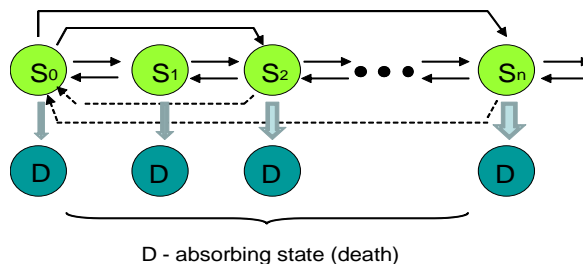 S0 S1 S2 Sn
D D D D
D - absorbing state (death)